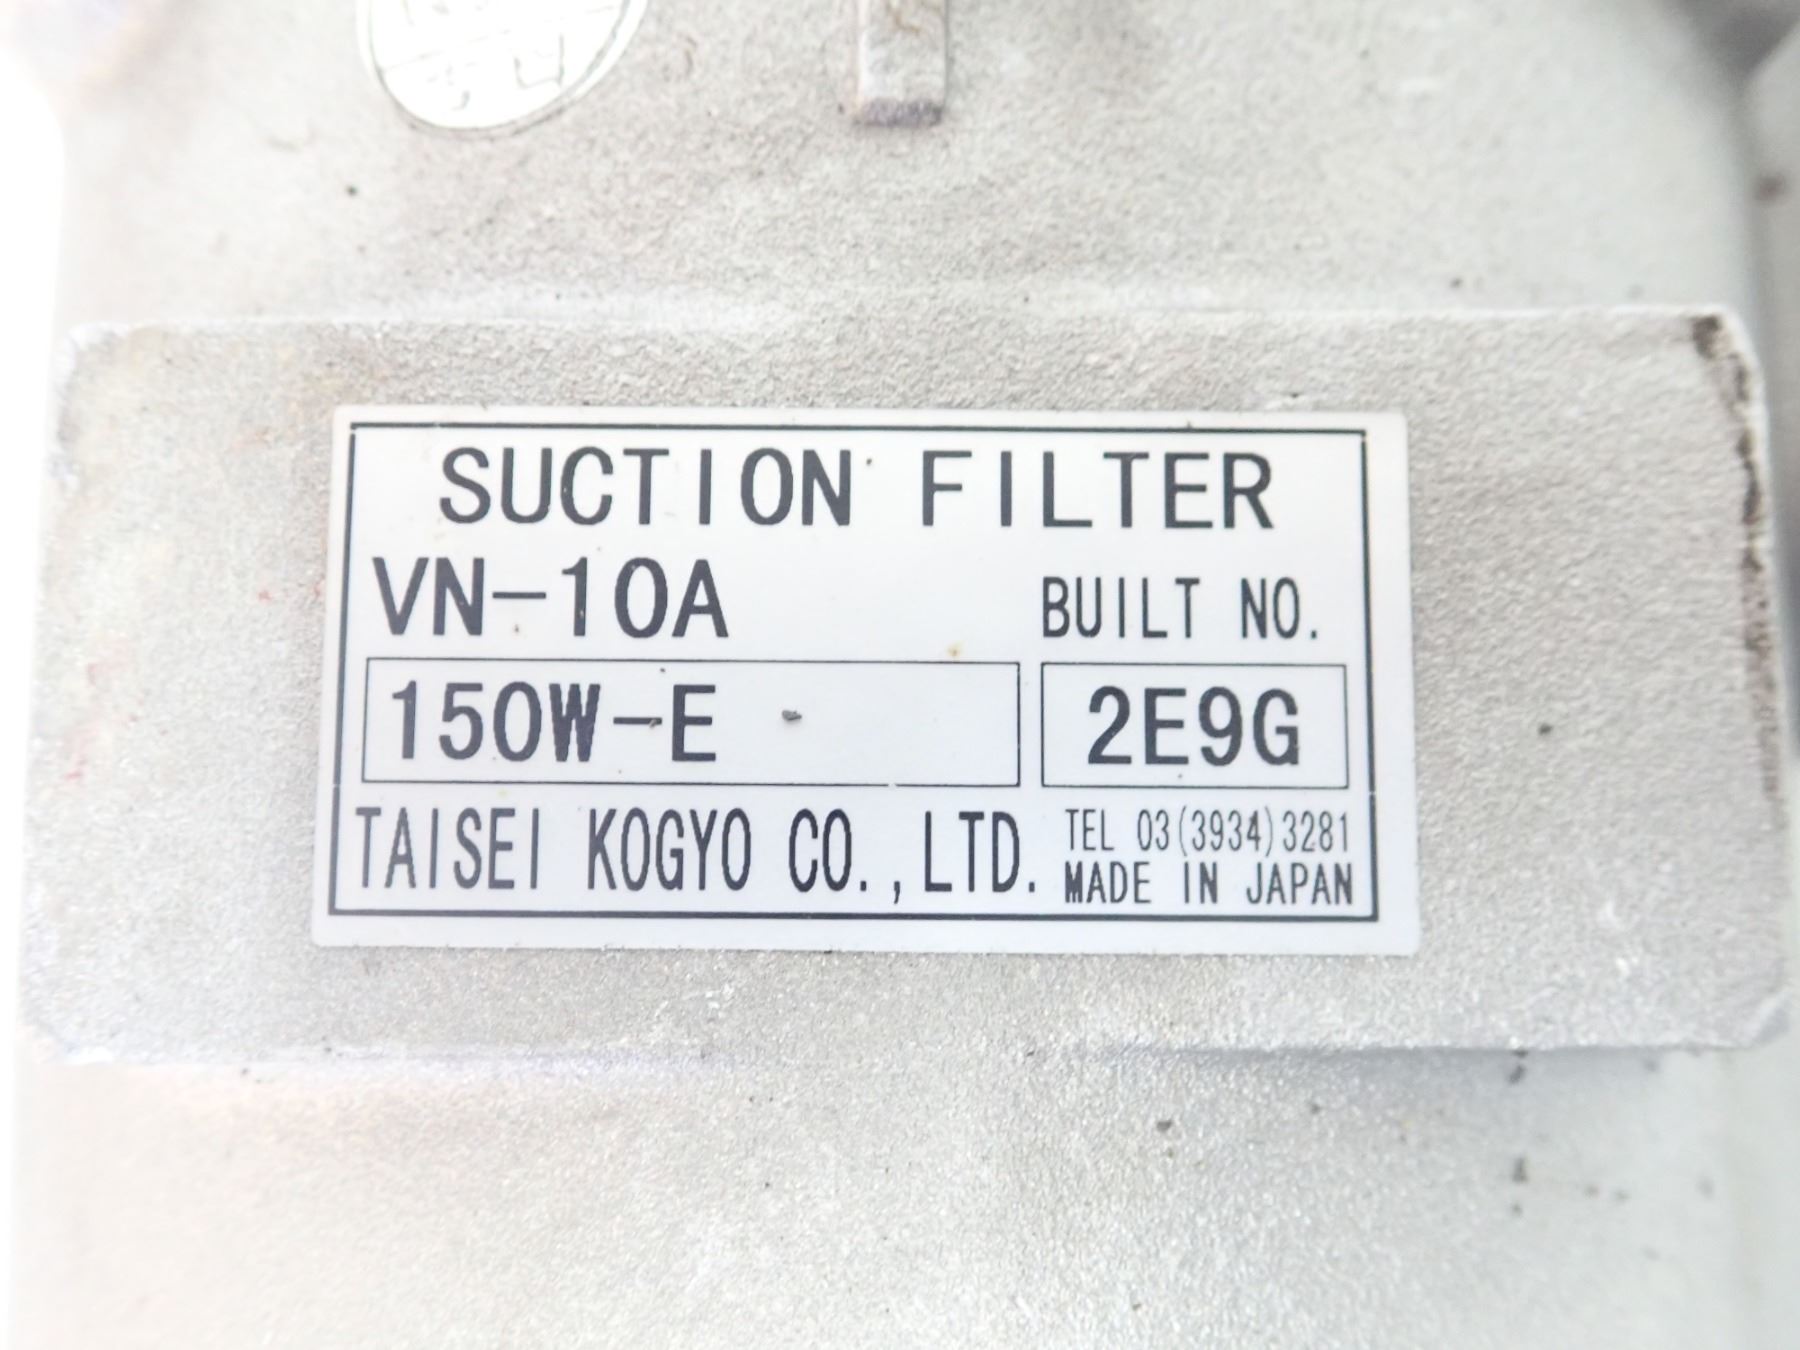 SUCTION FILTER
VN-10A
BUILT NO.
150W-E
2E9G
TAISEI KOGYO CO.,LTD.
TEL 03(3934)3281
MADE IN JAPAN